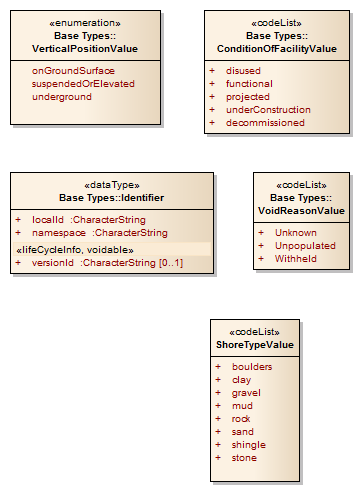 «enumeration»
Base Types::
VerticalPositionValue
onGroundSurface
suspendedOrElevated
underground
«codeList»
Base Types::
ConditionOfFacilityValue
+ disused
+ functional
+ projected
+ underConstruction
+ decommissioned
«dataType»
Base Types::Identifier
+ localId :CharacterString
+ namespace :CharacterString
«lifeCycleInfo, voidable»
+ versionId :CharacterString [0..1]
«codeList»
Base Types::
VoidReasonValue
+ Unknown
+ Unpopulated
+ Withheld
«codeList»
ShoreTypeValue
+ boulders
+ clay
+ gravel
+ mud
+ rock
+ sand
+ shingle
+ stone